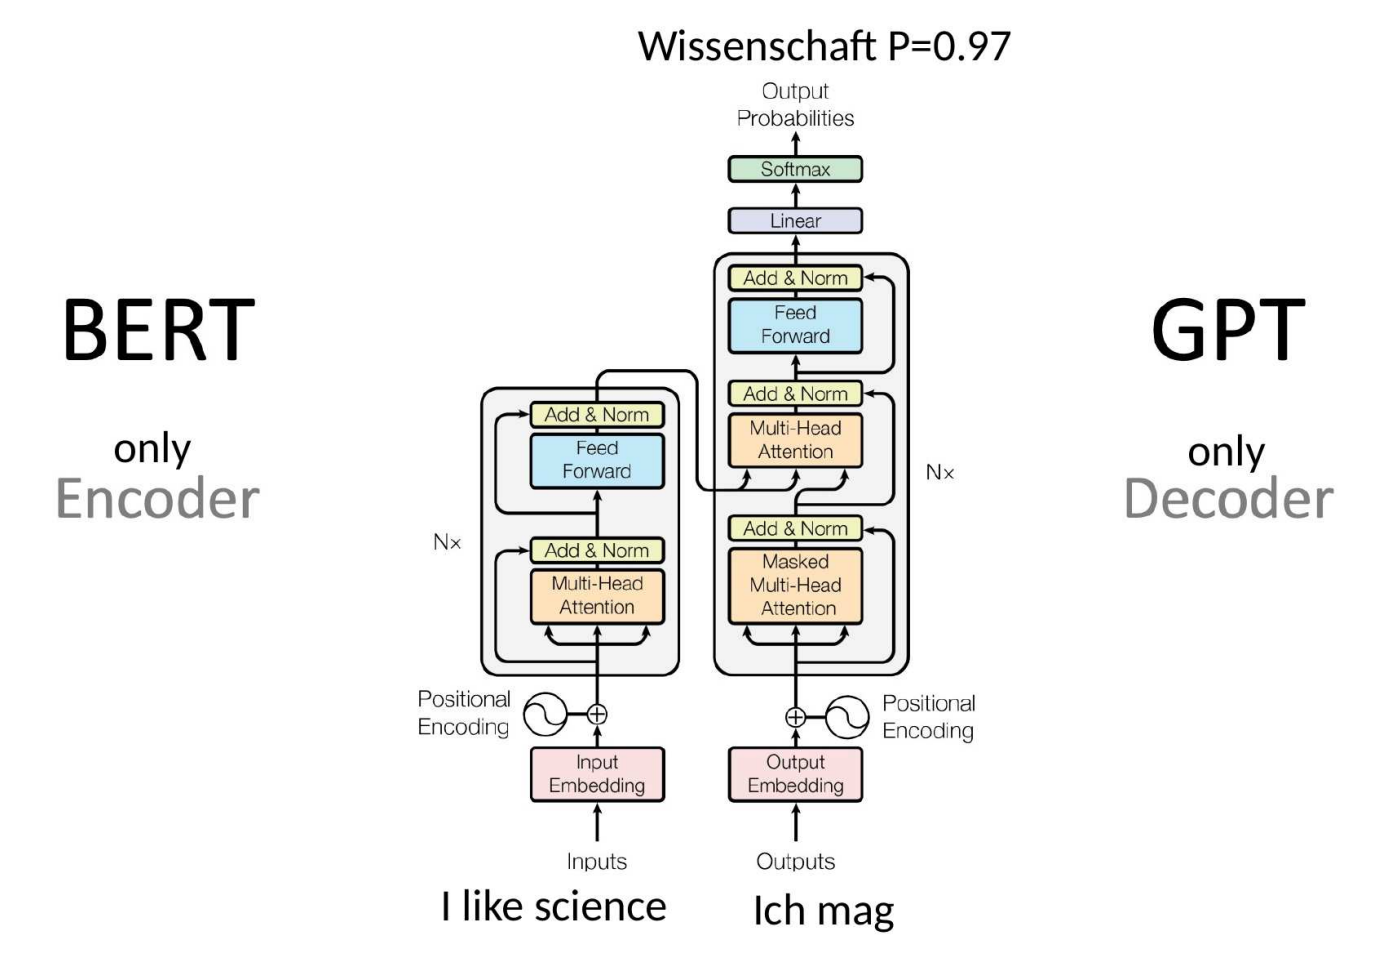 Wissenschaft P=0.97
Output
Probabilities
Softmax
Linear
Add & Norm
Feed
Forward
Add & Norm
Multi-Head
Attention
Nx
Add & Norm
Masked
Multi-Head
Attention
Positional
Encoding
Output
Embedding
Outputs
Ich mag
Add & Norm
Feed
Forward
Nx
Add & Norm
Multi-Head
Attention
Positional
Encoding
Input
Embedding
Inputs
I like science
BERT
only
Encoder
GPT
only
Decoder